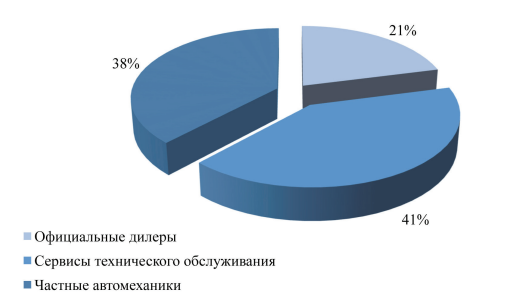 21%
38%
41%
Официальные дилеры
Сервисы технического обслуживания
Частные автомеханики